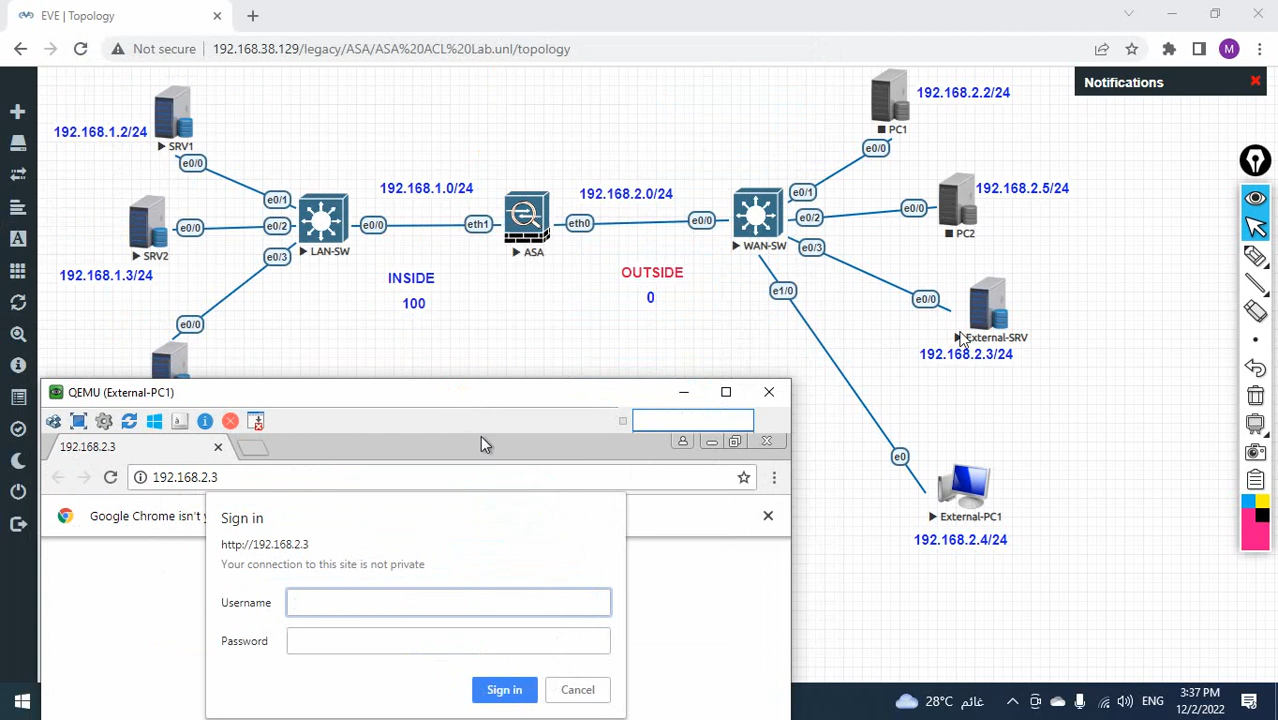 EVE | Topology
Not secure
192.168.38.129/legacy/ASA/ASA%20ACL%20Lab.unl/topology
M
Notifications
192.168.1.2/24
SRV1
e0/0
e0/1
192.168.2.2/24
PC1
e0/0
192.168.1.0/24
192.168.2.0/24
192.168.2.5/24
SRV2
e0/0
e0/2
LAN-SW
e0/0
eth1
ASA
eth0
e0/0
WAN-SW
e0/1
e0/2
e0/0
PC2
192.168.1.3/24
e0/3
e0/0
INSIDE
100
OUTSIDE
0
e0/3
e1/0
e0/0
External-SRV
192.168.2.3/24
e0
External-PC1
192.168.2.4/24
QEMU (External-PC1)
192.168.2.3
192.168.2.3
Google Chrome isn't y
Sign in
http://192.168.2.3
Your connection to this site is not private
Username
Password
Sign in
Cancel
28°C غائم
ENG
3:37 PM
12/2/2022